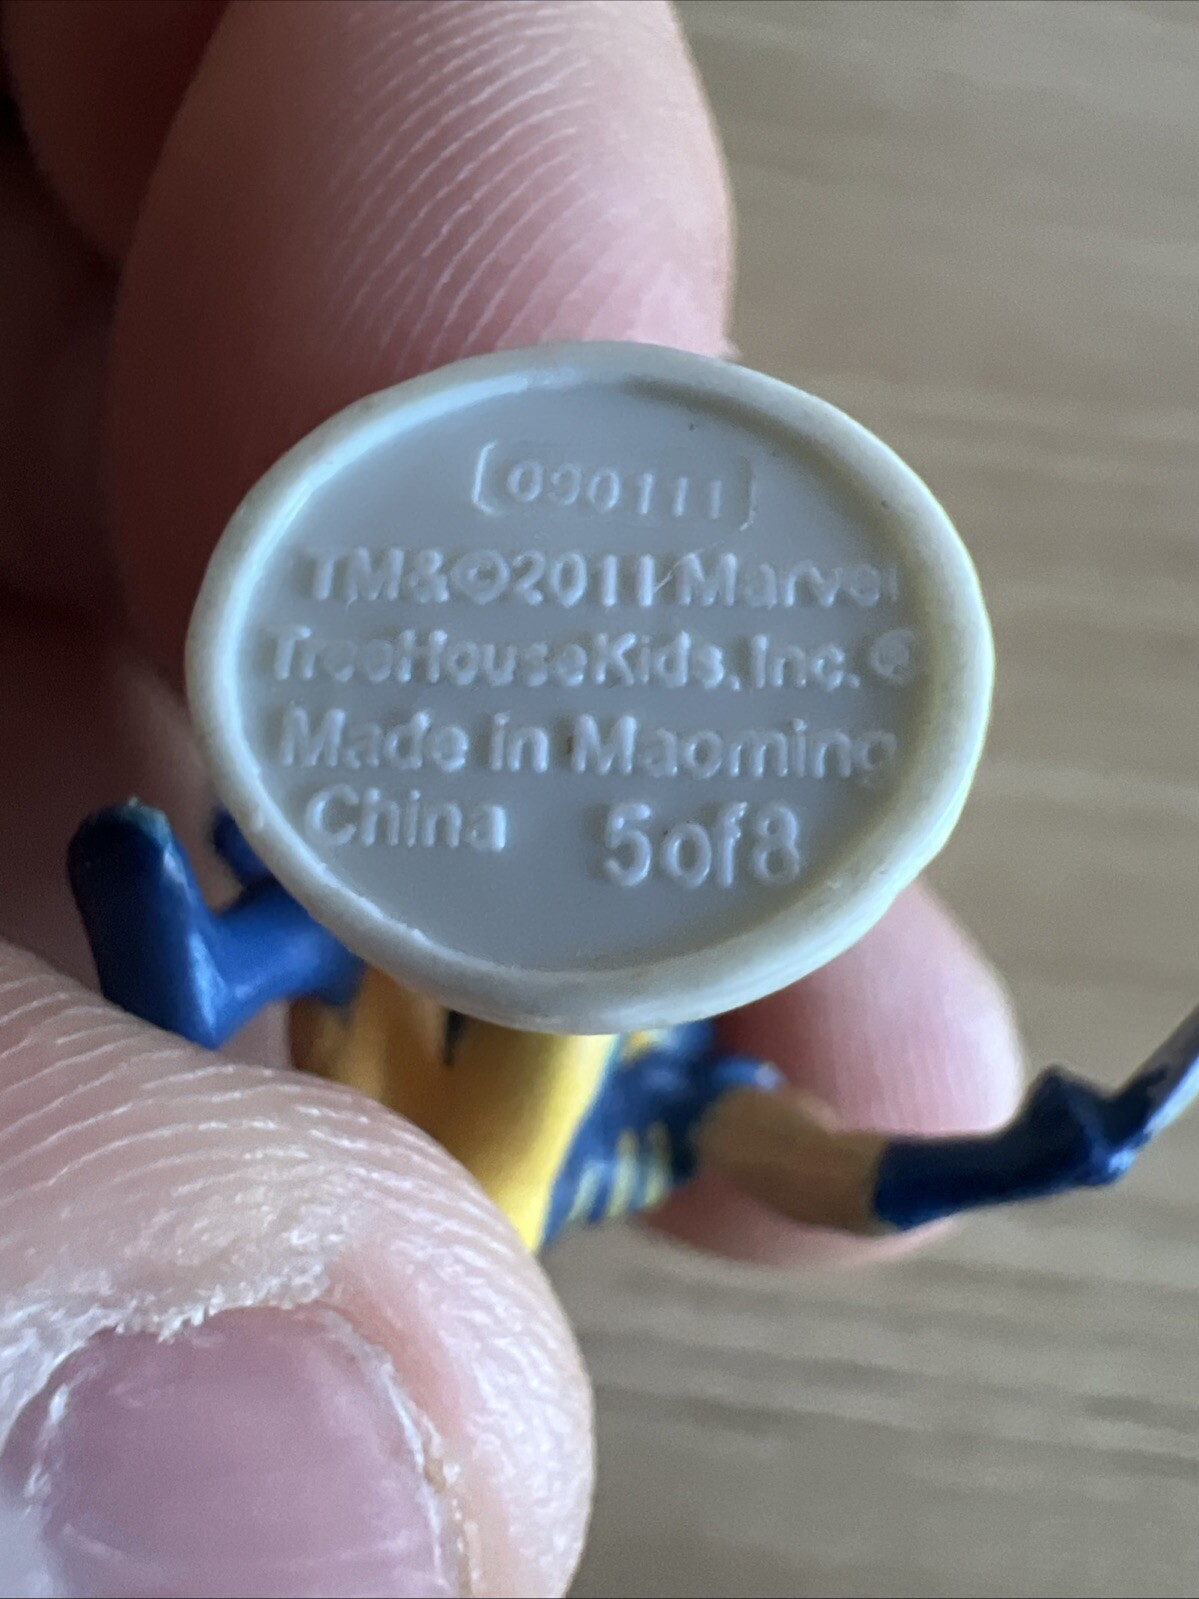 (090111)
TM&©2011 Marvel
TreeHouseKids, Inc. ®
Made in Maoming
China 5of8